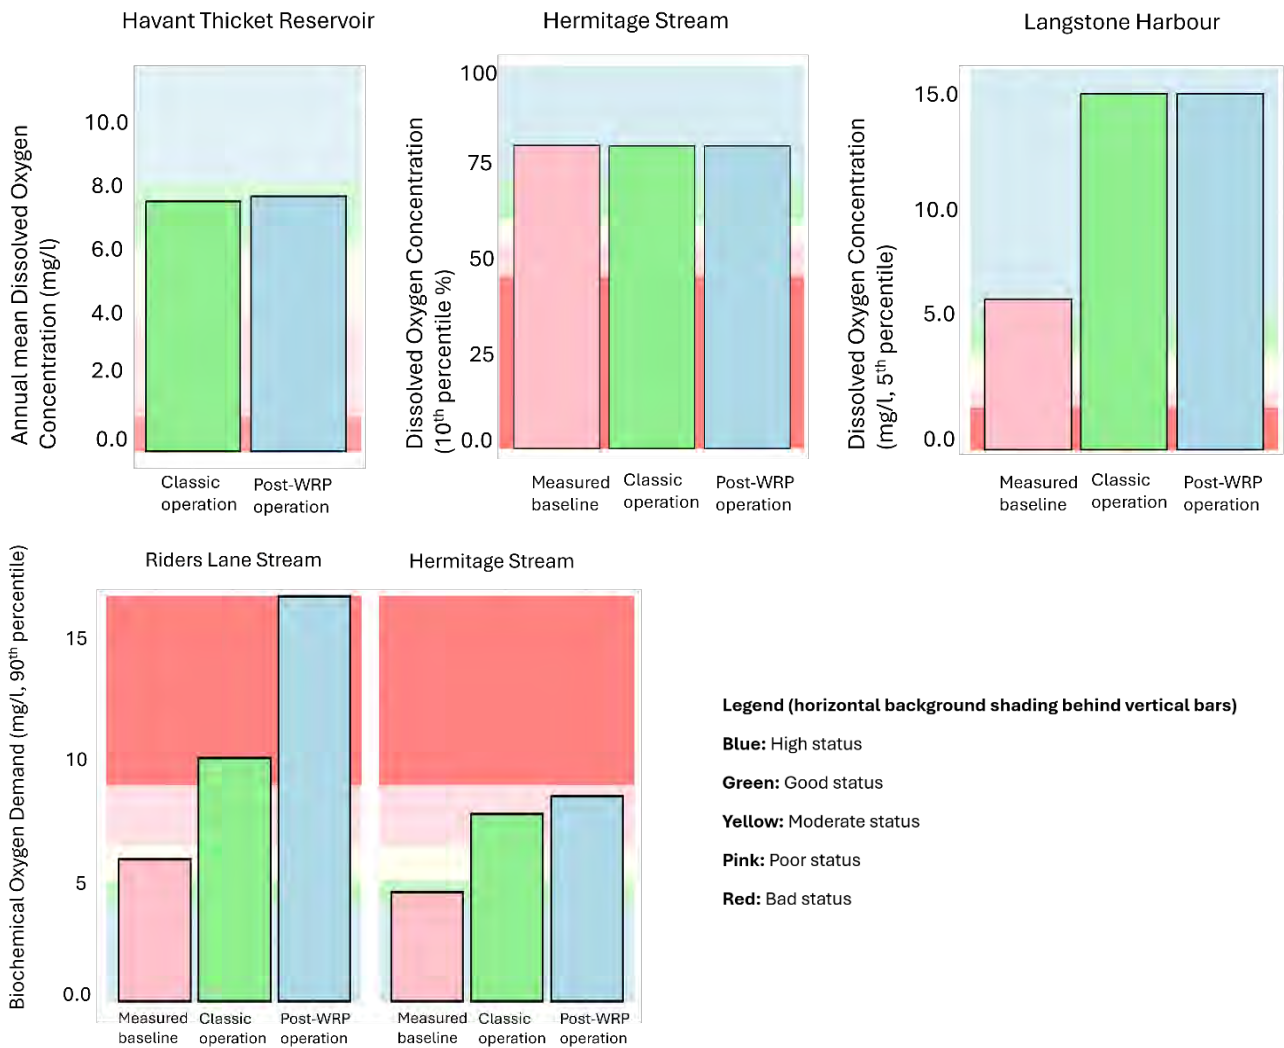 Havant Thicket Reservoir
Annual mean Dissolved Oxygen
Concentration (mg/l)
10.0
8.0
6.0
4.0
2.0
0.0
Classic
operation
Post-WRP
operation
Hermitage Stream
Dissolved Oxygen Concentration
(10th percentile %)
100
75
50
25
0.0
Measured
baseline
Classic
operation
Post-WRP
operation
Langstone Harbour
Dissolved Oxygen Concentration
(mg/l, 5th percentile)
15.0
10.0
5.0
0.0
Measured
baseline
Classic
operation
Post-WRP
operation
Biochemical Oxygen Demand (mg/l, 90th percentile)
Riders Lane Stream
15
10
5
0.0
Measured
baseline
Classic
operation
Post-WRP
operation
Hermitage Stream
Measured
baseline
Classic
operation
Post-WRP
operation
Legend (horizontal background shading behind vertical bars)
Blue: High status
Green: Good status
Yellow: Moderate status
Pink: Poor status
Red: Bad status